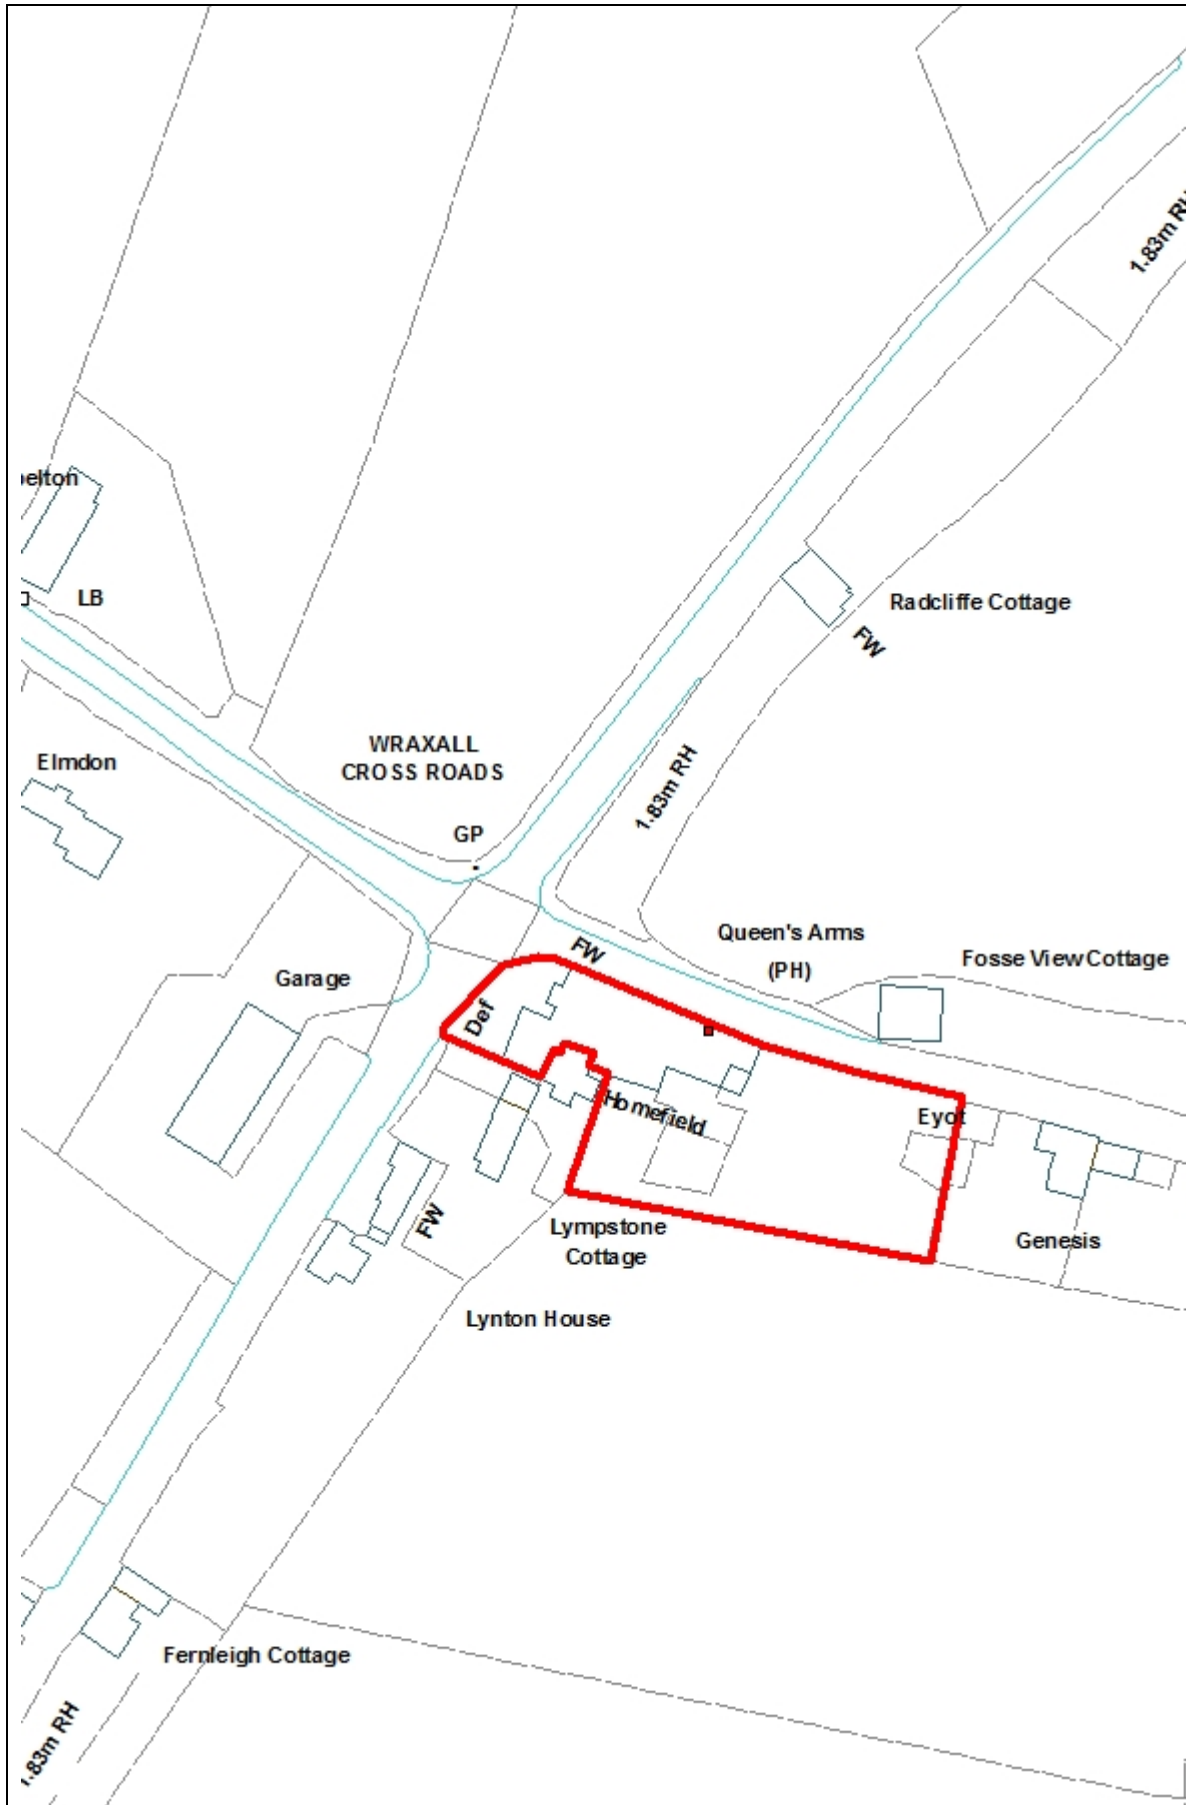 1.83m RH
elton
LB
Radcliffe Cottage
FW
WRAXALL
CROSS ROADS
Elmdon
1.83m RH
GP
Queen's Arms
(PH)
FW
Fosse View Cottage
Garage
Def
Homefield
Eyot
FW
Lympstone
Cottage
Genesis
Lynton House
Fernleigh Cottage
1.83m RH